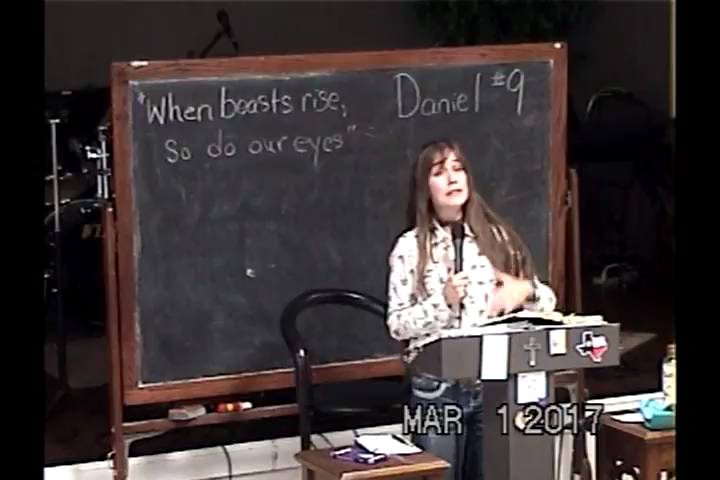 "When beasts rise,
So do our eyes"
Daniel #9
MAR 1 2017